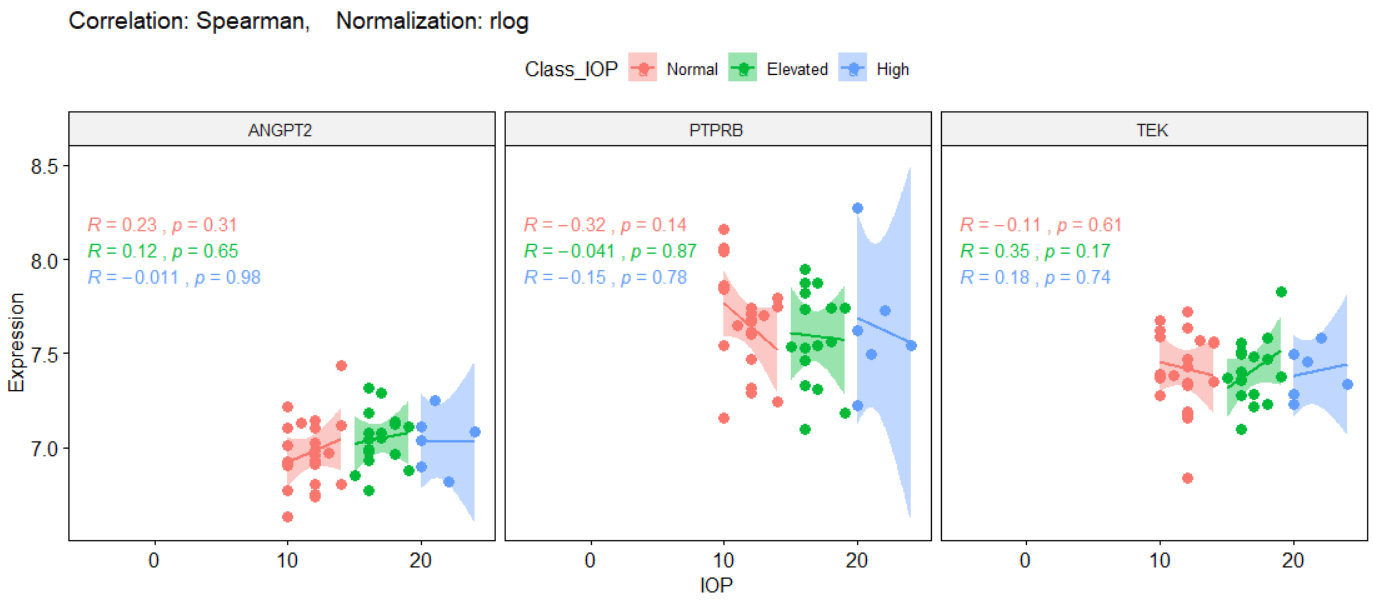 Correlation: Spearman, Normalization: rlog
Class_IOP Normal Elevated High
ANGPT2 PTPRB TEK
8.5
8.0
7.5
7.0
Expression
R = 0.23 , p = 0.31
R = 0.12 , p = 0.65
R = −0.011 , p = 0.98
R = −0.32 , p = 0.14
R = −0.041 , p = 0.87
R = −0.15 , p = 0.78
R = −0.11 , p = 0.61
R = 0.35 , p = 0.17
R = 0.18 , p = 0.74
0 10 20 0 10 20 0 10 20
IOP